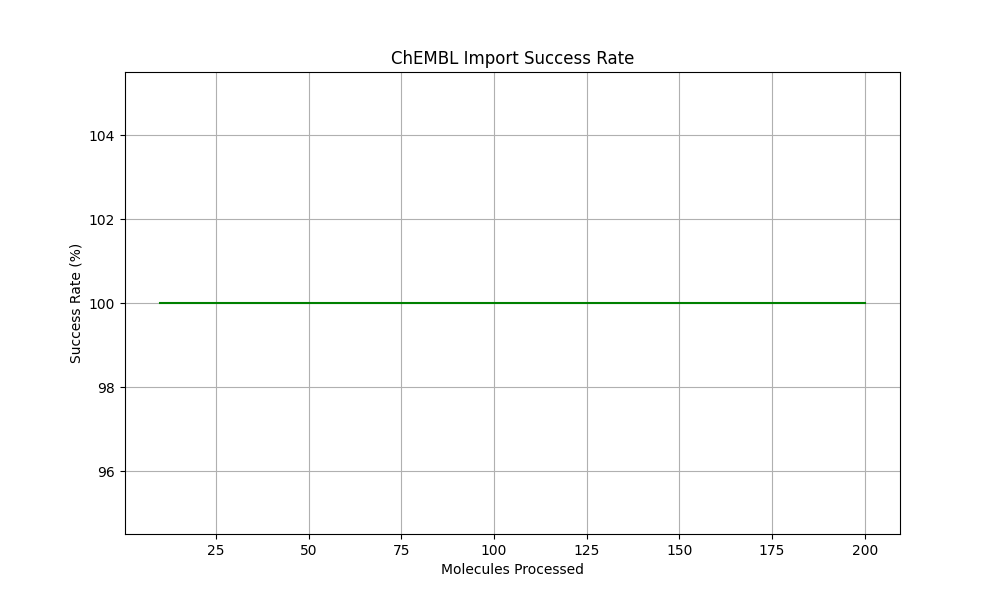 ChEMBL Import Success Rate
104
102
100
98
96
Success Rate (%)
25 50 75 100 125 150 175 200
Molecules Processed